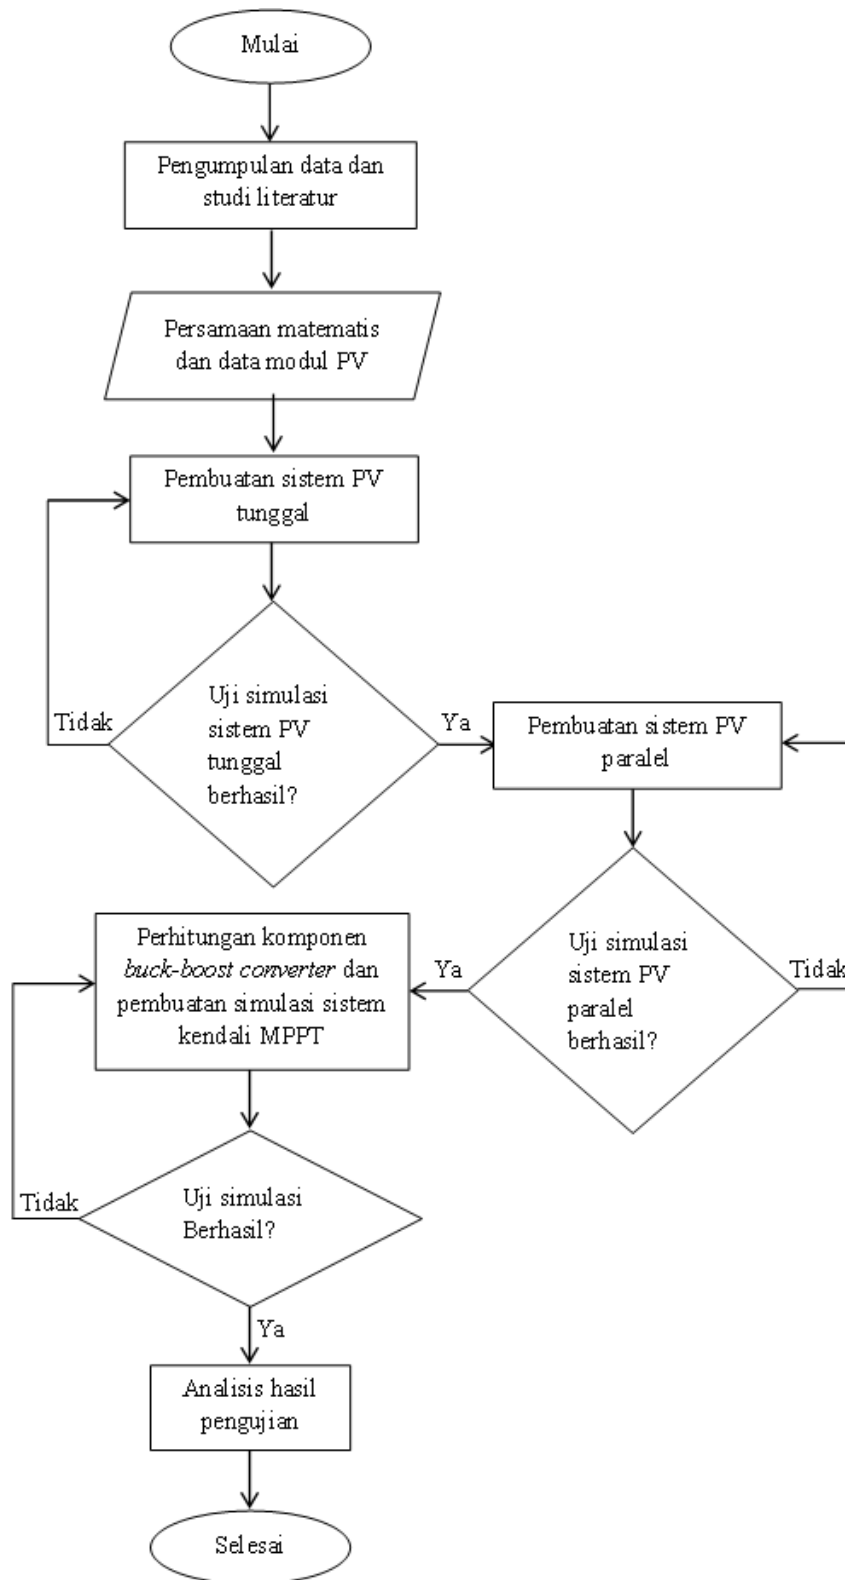 Mulai
Pengumpulan data dan
studi literatur
Persamaan matematis
dan data modul PV
Pembuatan sistem PV
tunggal
Uji simulasi
sistem PV
tunggal
berhasil?
Tidak
Ya
Pembuatan sistem PV
paralel
Uji simulasi
sistem PV
paralel
berhasil?
Tidak
Ya
Perhitungan komponen
buck-boost converter dan
pembuatan simulasi sistem
kendali MPPT
Uji simulasi
Berhasil?
Tidak
Ya
Analisis hasil
pengujian
Selesai